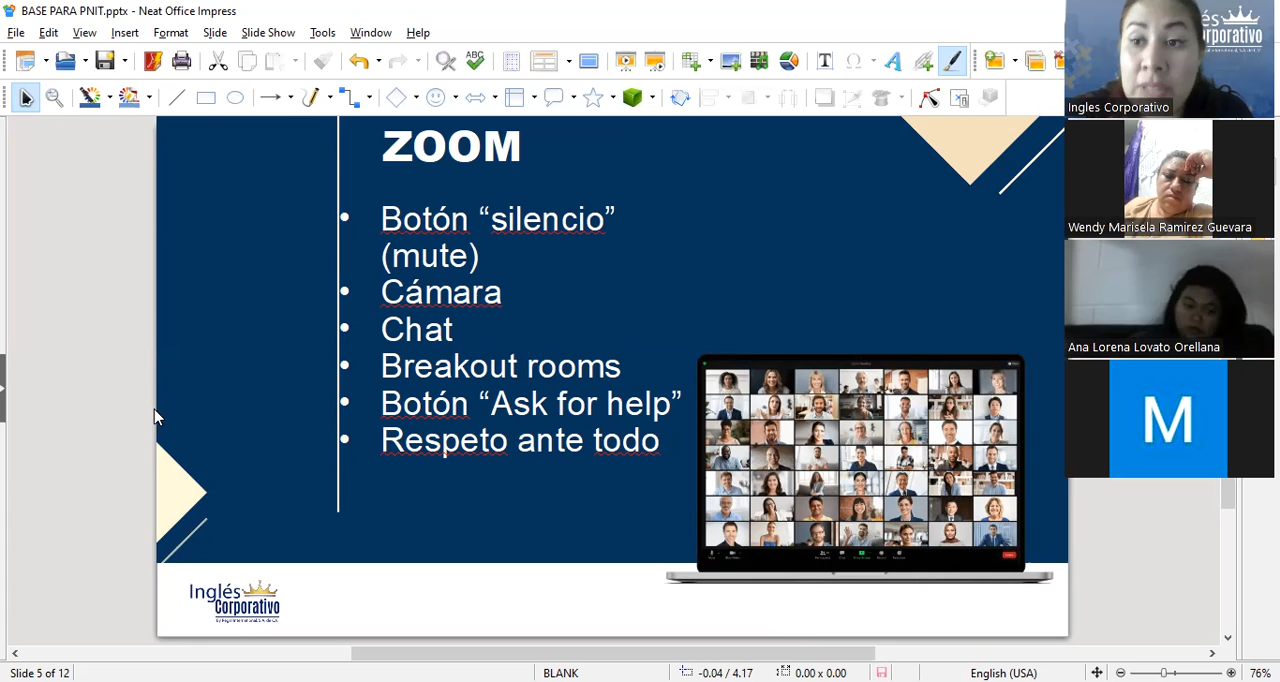 BASE PARA PNIT.pptx - Neat Office Impress
File Edit View Insert Format Slide Slide Show Tools Window Help
ABC
ZOOM
• Botón “silencio”
(mute)
• Cámara
• Chat
• Breakout rooms
• Botón “Ask for help”
• Respeto ante todo
Inglés
Corporativo
Ingles Corporativo
Wendy Marisela Ramirez Guevara
Ana Lorena Lovato Orellana
M
Slide 5 of 12
BLANK
-0.04 / 4.17
0.00 x 0.00
English (USA)
76%